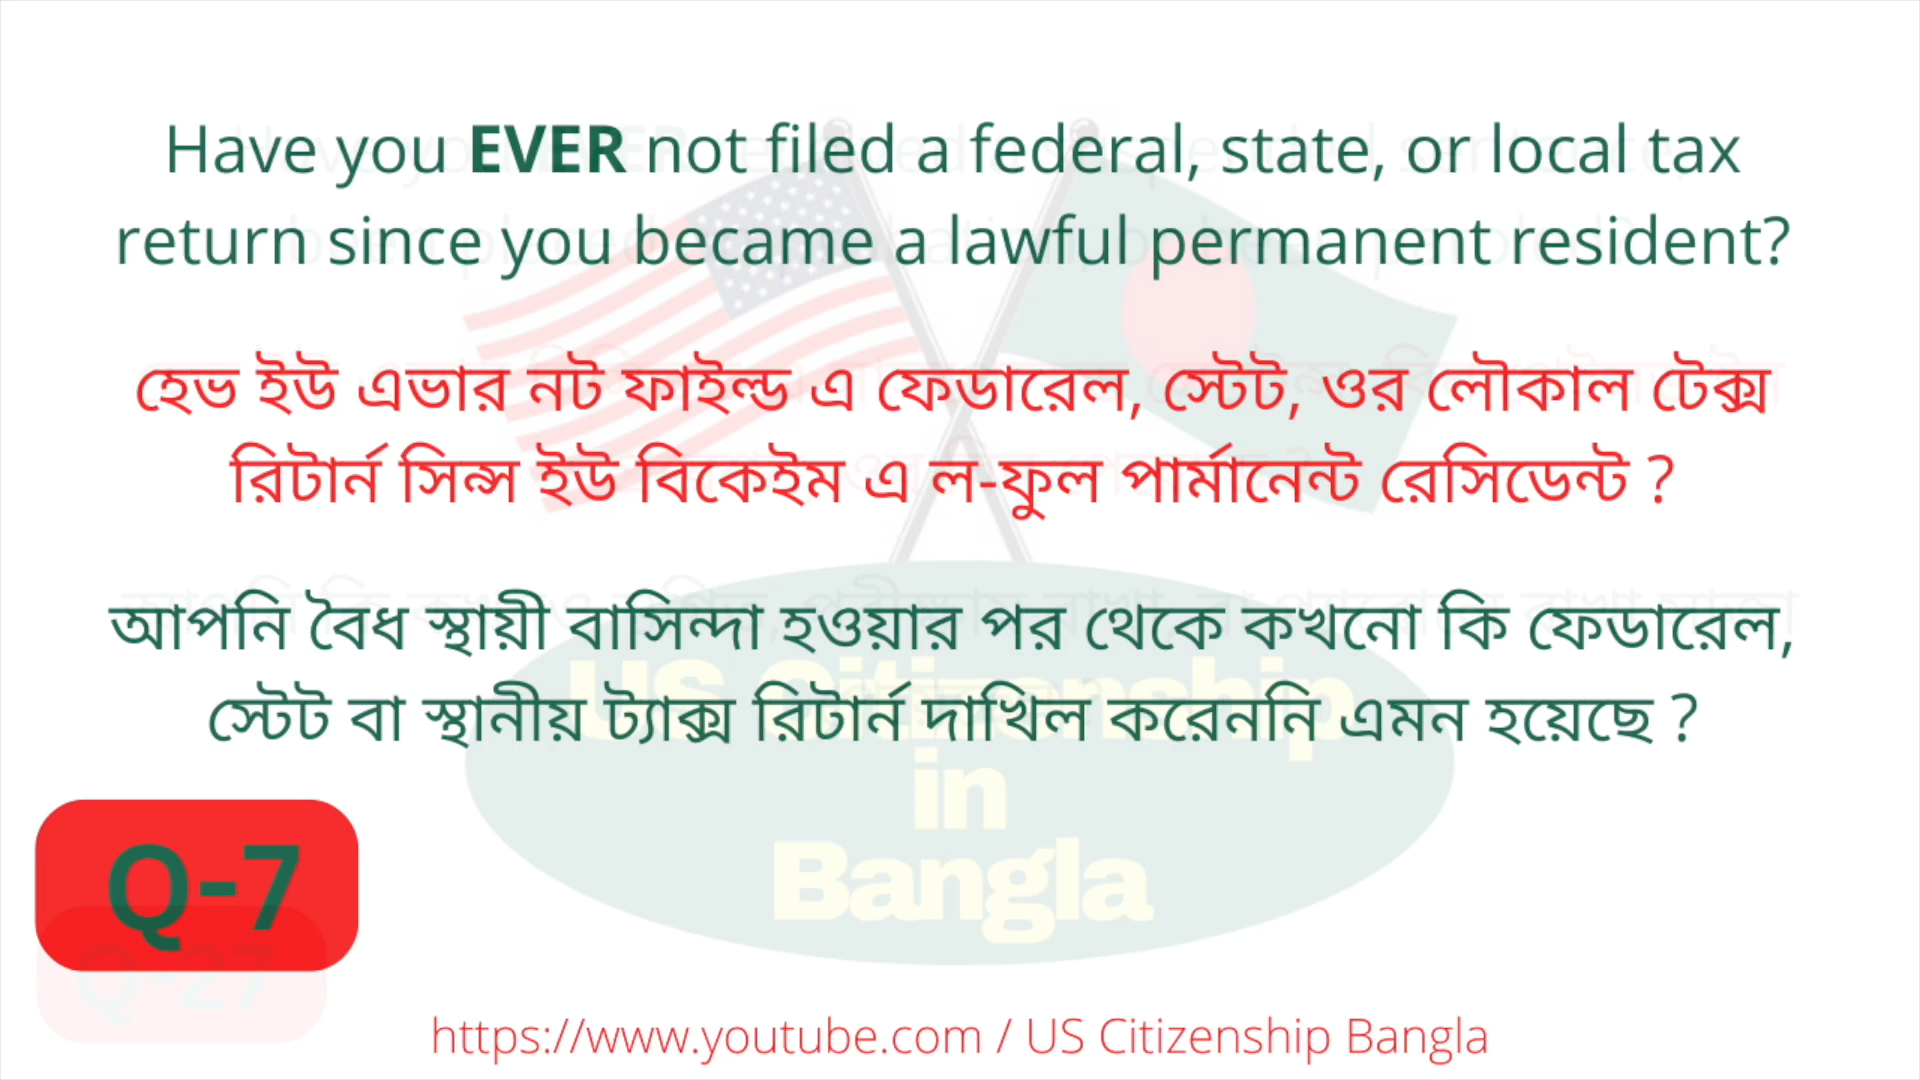 Have you EVER not filed a federal, state, or local tax
return since you became a lawful permanent resident?
হেভ ইউ এভার নট ফাইল্ড এ ফেডারেল, স্টেট, ওর লৌকাল টেক্স
রিটার্ন সিন্স ইউ বিকেইম এ ল-ফুল পার্মানেন্ট রেসিডেন্ট ?
আপনি বৈধ স্থায়ী বাসিন্দা হওয়ার পর থেকে কখনো কি ফেডারেল,
স্টেট বা স্থানীয় ট্যাক্স রিটার্ন দাখিল করেননি এমন হয়েছে ?
US Citizenship
in
Bangla
Q-7
Q-27
https://www.youtube.com / US Citizenship Bangla